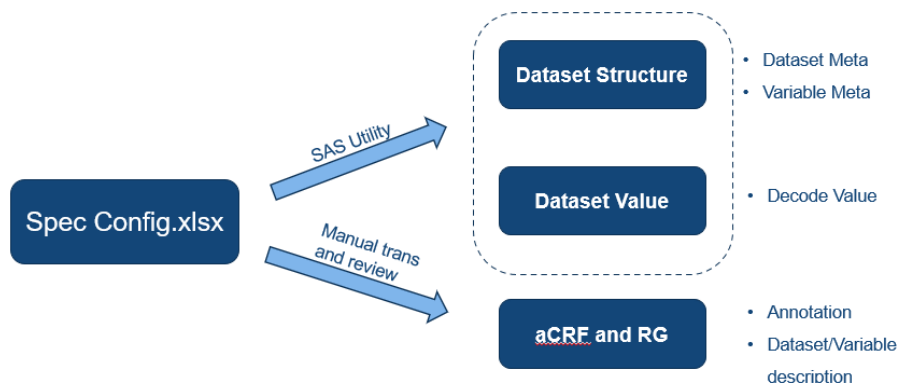 Spec Config.xlsx
SAS Utility
Manual trans
and review
Dataset Structure
• Dataset Meta
• Variable Meta
Dataset Value
• Decode Value
aCRF and RG
• Annotation
• Dataset/Variable
description